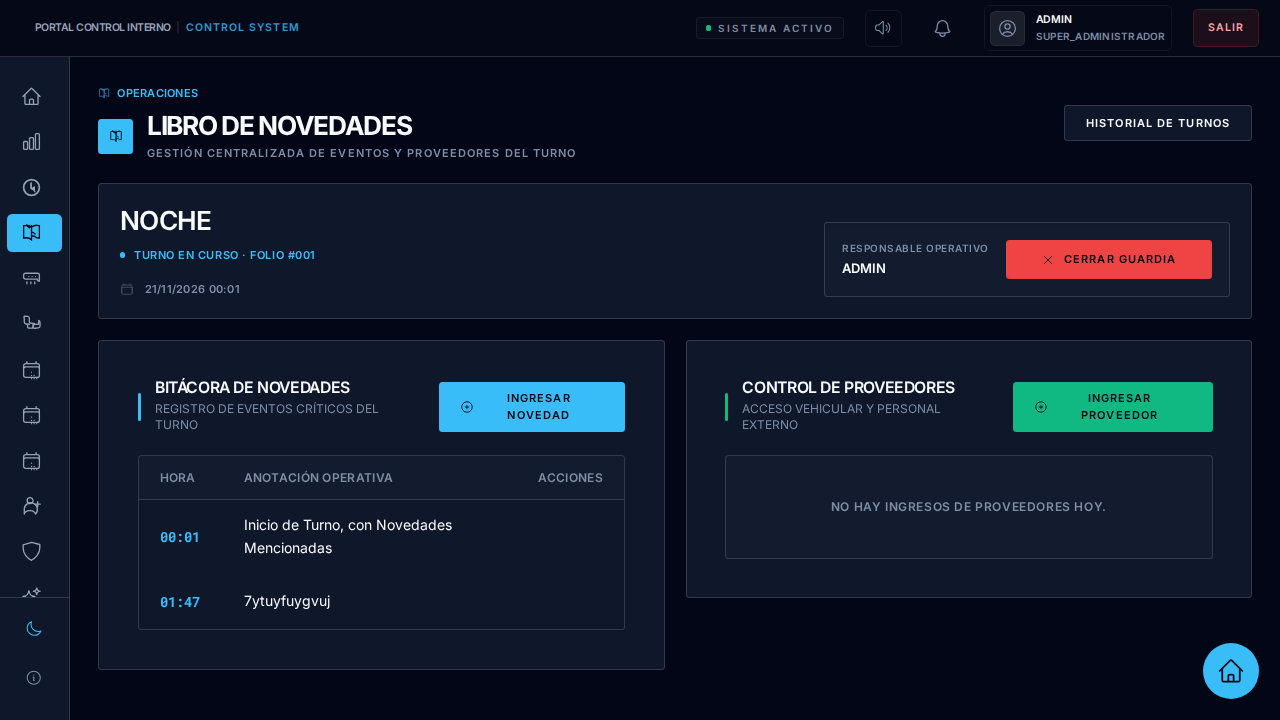 PORTAL CONTROL INTERNO | CONTROL SYSTEM
SISTEMA ACTIVO
ADMIN
SUPER_ADMINISTRADOR
SALIR
OPERACIONES
LIBRO DE NOVEDADES
GESTIÓN CENTRALIZADA DE EVENTOS Y PROVEEDORES DEL TURNO
HISTORIAL DE TURNOS
NOCHE
TURNO EN CURSO · FOLIO #001
21/11/2026 00:01
RESPONSABLE OPERATIVO
ADMIN
CERRAR GUARDIA
BITÁCORA DE NOVEDADES
REGISTRO DE EVENTOS CRÍTICOS DEL
TURNO
INGRESAR
NOVEDAD
HORA ANOTACIÓN OPERATIVA ACCIONES
00:01 Inicio de Turno, con Novedades
Mencionadas
01:47 7ytuyfuygvuj
CONTROL DE PROVEEDORES
ACCESO VEHICULAR Y PERSONAL
EXTERNO
INGRESAR
PROVEEDOR
NO HAY INGRESOS DE PROVEEDORES HOY.